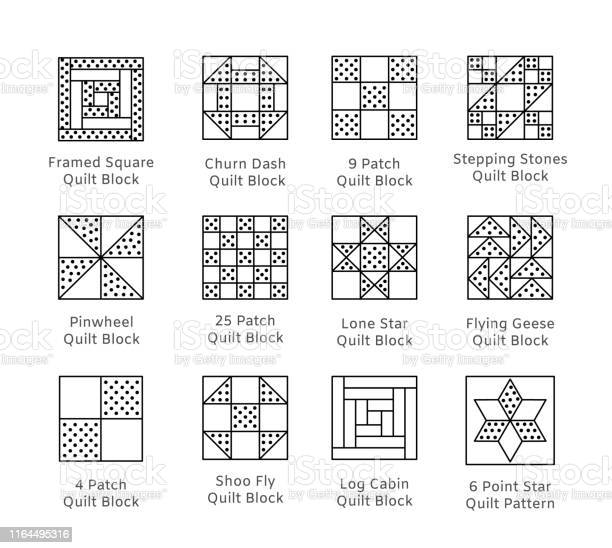 Framed Square
Quilt Block
Churn Dash
Quilt Block
9 Patch
Quilt Block
Stepping Stones
Quilt Block
Pinwheel
Quilt Block
25 Patch
Quilt Block
Lone Star
Quilt Block
Flying Geese
Quilt Block
4 Patch
Quilt Block
Shoo Fly
Quilt Block
Log Cabin
Quilt Block
6 Point Star
Quilt Pattern
iStock
by Getty Images™
1164495316